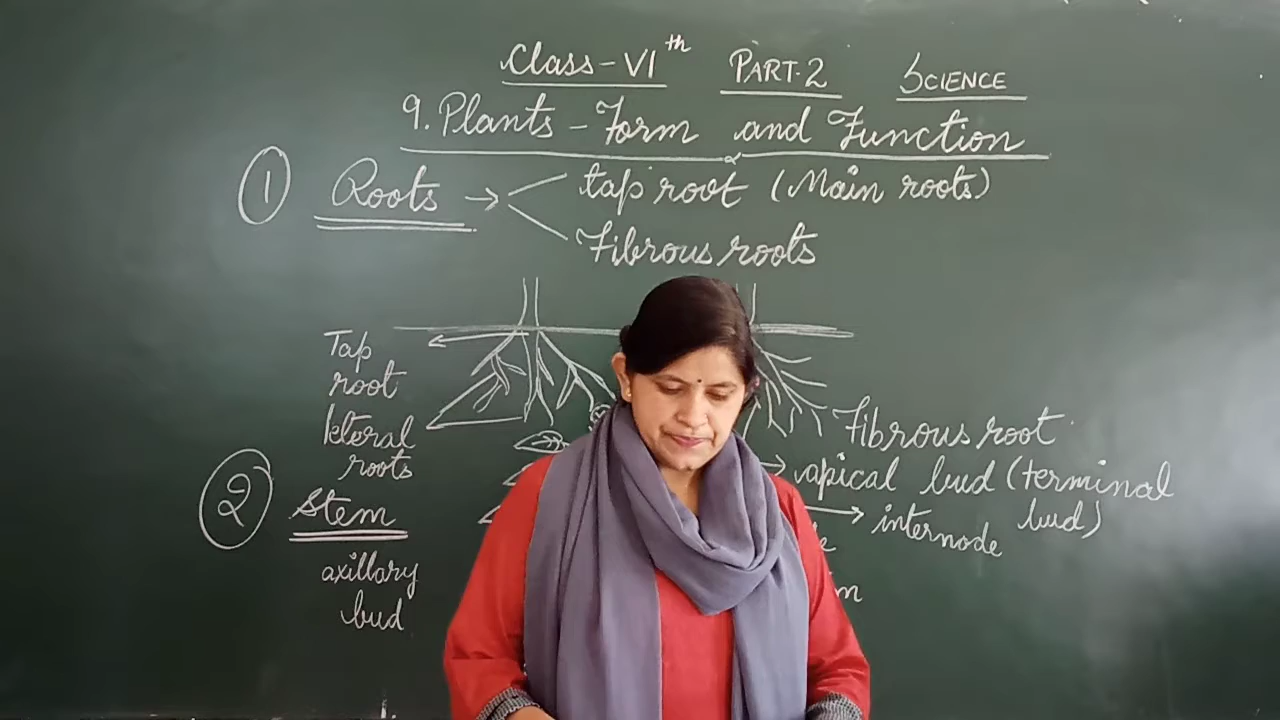 Class-VIth PART-2 SCIENCE
9. Plants - Form and Function
1 Roots → tap root (Main roots)
Fibrous roots
Tap
root
leteral
roots
Fibrous root
apical bud (terminal
bud)
internode
2 Stem
axillary
bud